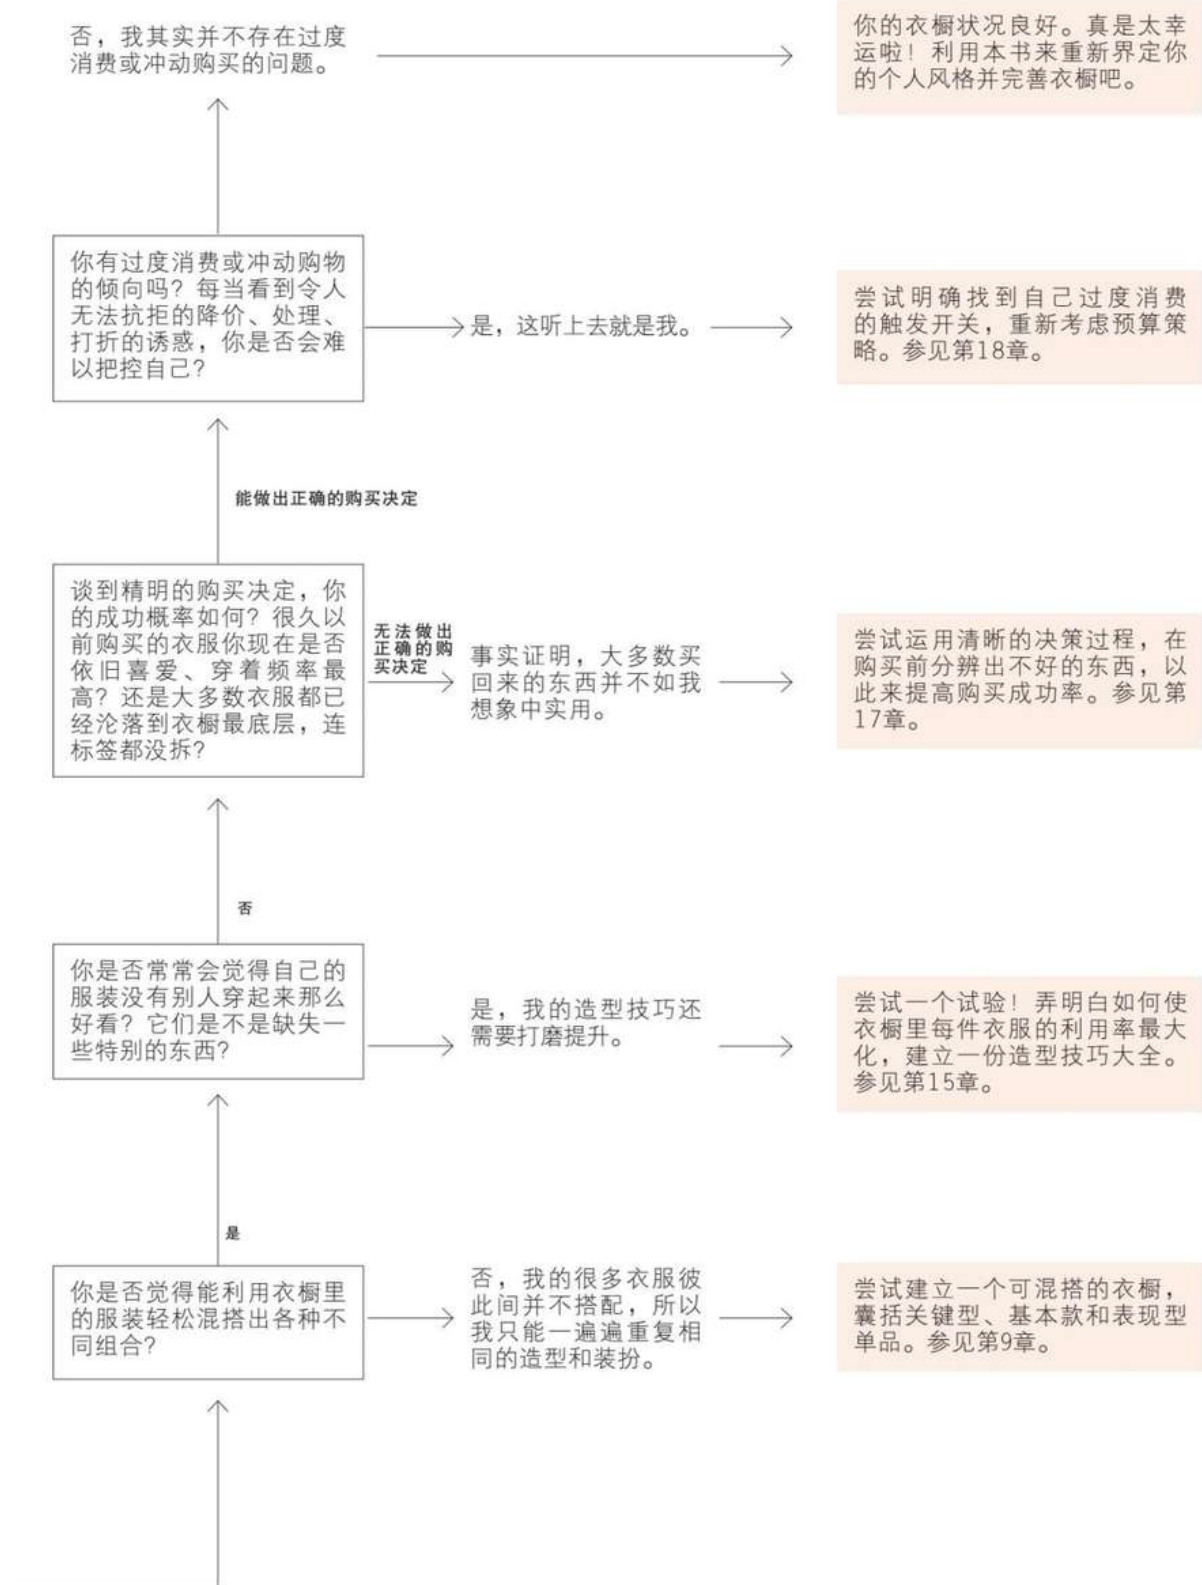 否，我其实并不存在过度
消费或冲动购买的问题。
你的衣橱状况良好。真是太幸
运啦！利用本书来重新界定你
的个人风格并完善衣橱吧。
你有过度消费或冲动购物
的倾向吗？每当看到令人
无法抗拒的降价、处理、
打折的诱惑，你是否会难
以把控自己？
是，这听上去就是我。
尝试明确找到自己过度消费
的触发开关，重新考虑预算策
略。参见第18章。
能做出正确的购买决定
谈到精明的购买决定，你
的成功概率如何？很久以
前购买的衣服你现在是否
依旧喜爱、穿着频率最
高？还是大多数衣服都已
经沦落到衣橱最底层，连
标签都没拆？
无法做出
正确的购
买决定
事实证明，大多数买
回来的东西并不如我
想象中实用。
尝试运用清晰的决策过程，在
购买前分辨出不好的东西，以
此来提高购买成功率。参见第
17章。
否
你是否常常会觉得自己的
服装没有别人穿起来那么
好看？它们是不是缺失一
些特别的东西？
是，我的造型技巧还
需要打磨提升。
尝试一个试验！弄明白如何使
衣橱里每件衣服的利用率最大
化，建立一份造型技巧大全。
参见第15章。
是
你是否觉得能利用衣橱里
的服装轻松混搭出各种不
同组合？
否，我的很多衣服彼
此间并不搭配，所以
我只能一遍遍重复相
同的造型和装扮。
尝试建立一个可混搭的衣橱，
囊括关键型、基本款和表现型
单品。参见第9章。